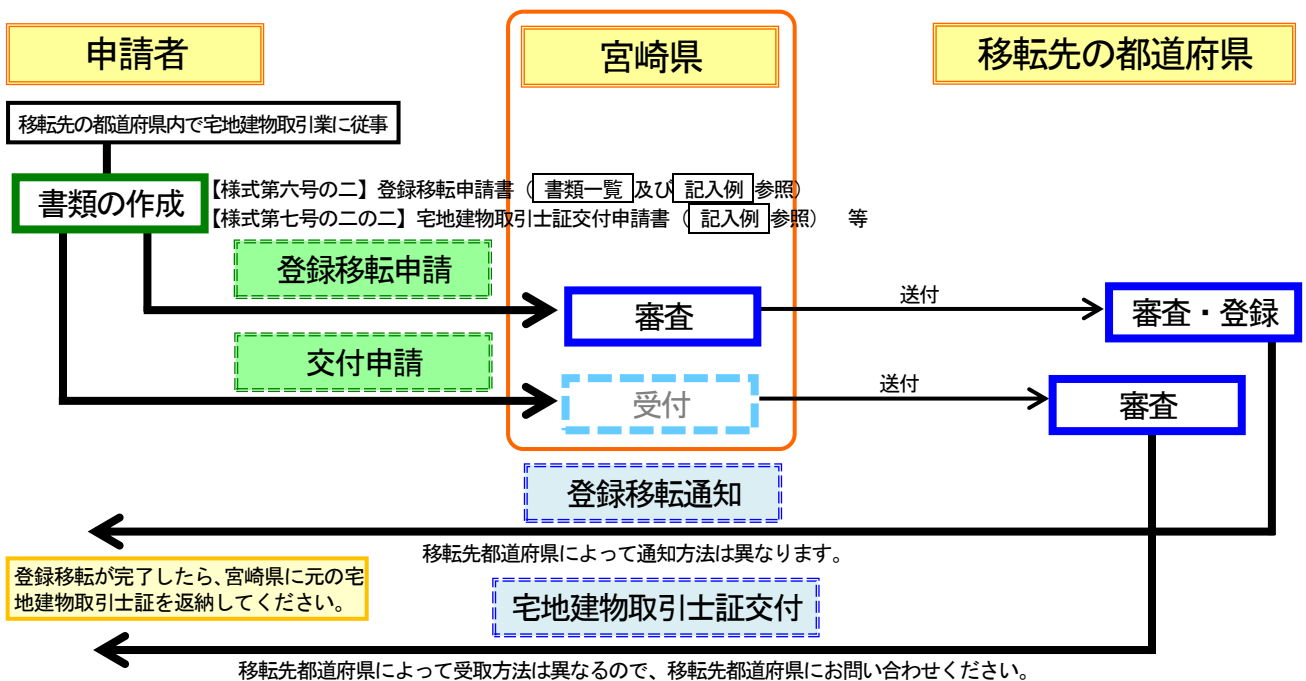 申請者
宮崎県
移転先の都道府県
移転先の都道府県内で宅地建物取引業に従事
書類の作成
【様式第六号の二】登録移転申請書（ 書類一覧 及び 記入例 参照）
【様式第七号の二の二】宅地建物取引士証交付申請書（ 記入例 参照） 等
登録移転申請
審査
送付
審査・登録
交付申請
受付
送付
審査
登録移転通知
移転先都道府県によって通知方法は異なります。
登録移転が完了したら、宮崎県に元の宅
地建物取引士証を返納してください。
宅地建物取引士証交付
移転先都道府県によって受取方法は異なるので、移転先都道府県にお問い合わせください。